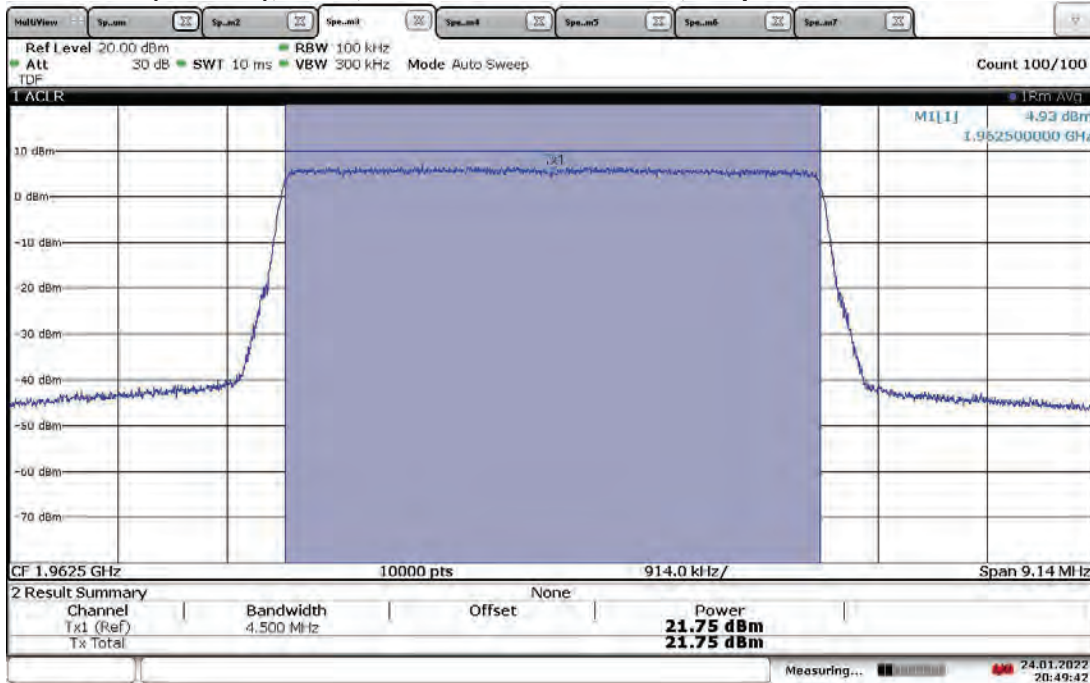 MultiView Sp..um Sp..m2 Spe..m3 Spe..m4 Spe..m5 Spe..m6 Spe..m7
Ref Level 20.00 dBm RBW 100 kHz
Att 30 dB SWT 10 ms VBW 300 kHz Mode Auto Sweep Count 100/100
TDF
1 ACLR 1Rm Avg
M1[1] 4.93 dBm
1.962500000 GHz
10 dBm
0 dBm
-10 dBm
-20 dBm
-30 dBm
-40 dBm
-50 dBm
-60 dBm
-70 dBm
CF 1.9625 GHz 10000 pts 914.0 kHz/ Span 9.14 MHz
2 Result Summary None
Channel Bandwidth Offset Power
Tx1 (Ref) 4.500 MHz 21.75 dBm
Tx Total 21.75 dBm
Measuring... 24.01.2022
20:49:42